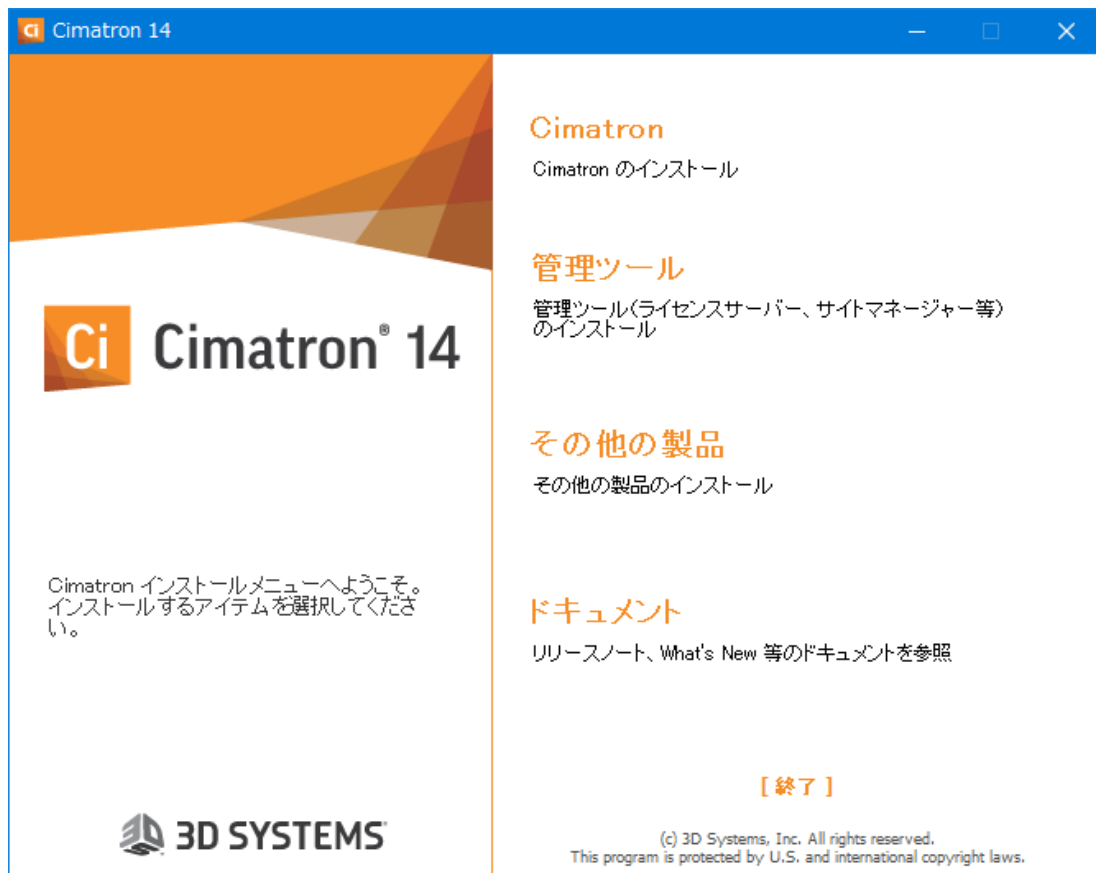 Ci Cimatron 14
Cimatron
Cimatron のインストール
管理ツール
管理ツール(ライセンスサーバー、サイトマネージャー等)
のインストール
Ci Cimatron® 14
その他の製品
その他の製品のインストール
Cimatron インストールメニューへようこそ。
インストールするアイテムを選択してくださ
い。
ドキュメント
リリースノート、What's New 等のドキュメントを参照
[ 終了 ]
3D SYSTEMS
(c) 3D Systems, Inc. All rights reserved.
This program is protected by U.S. and international copyright laws.